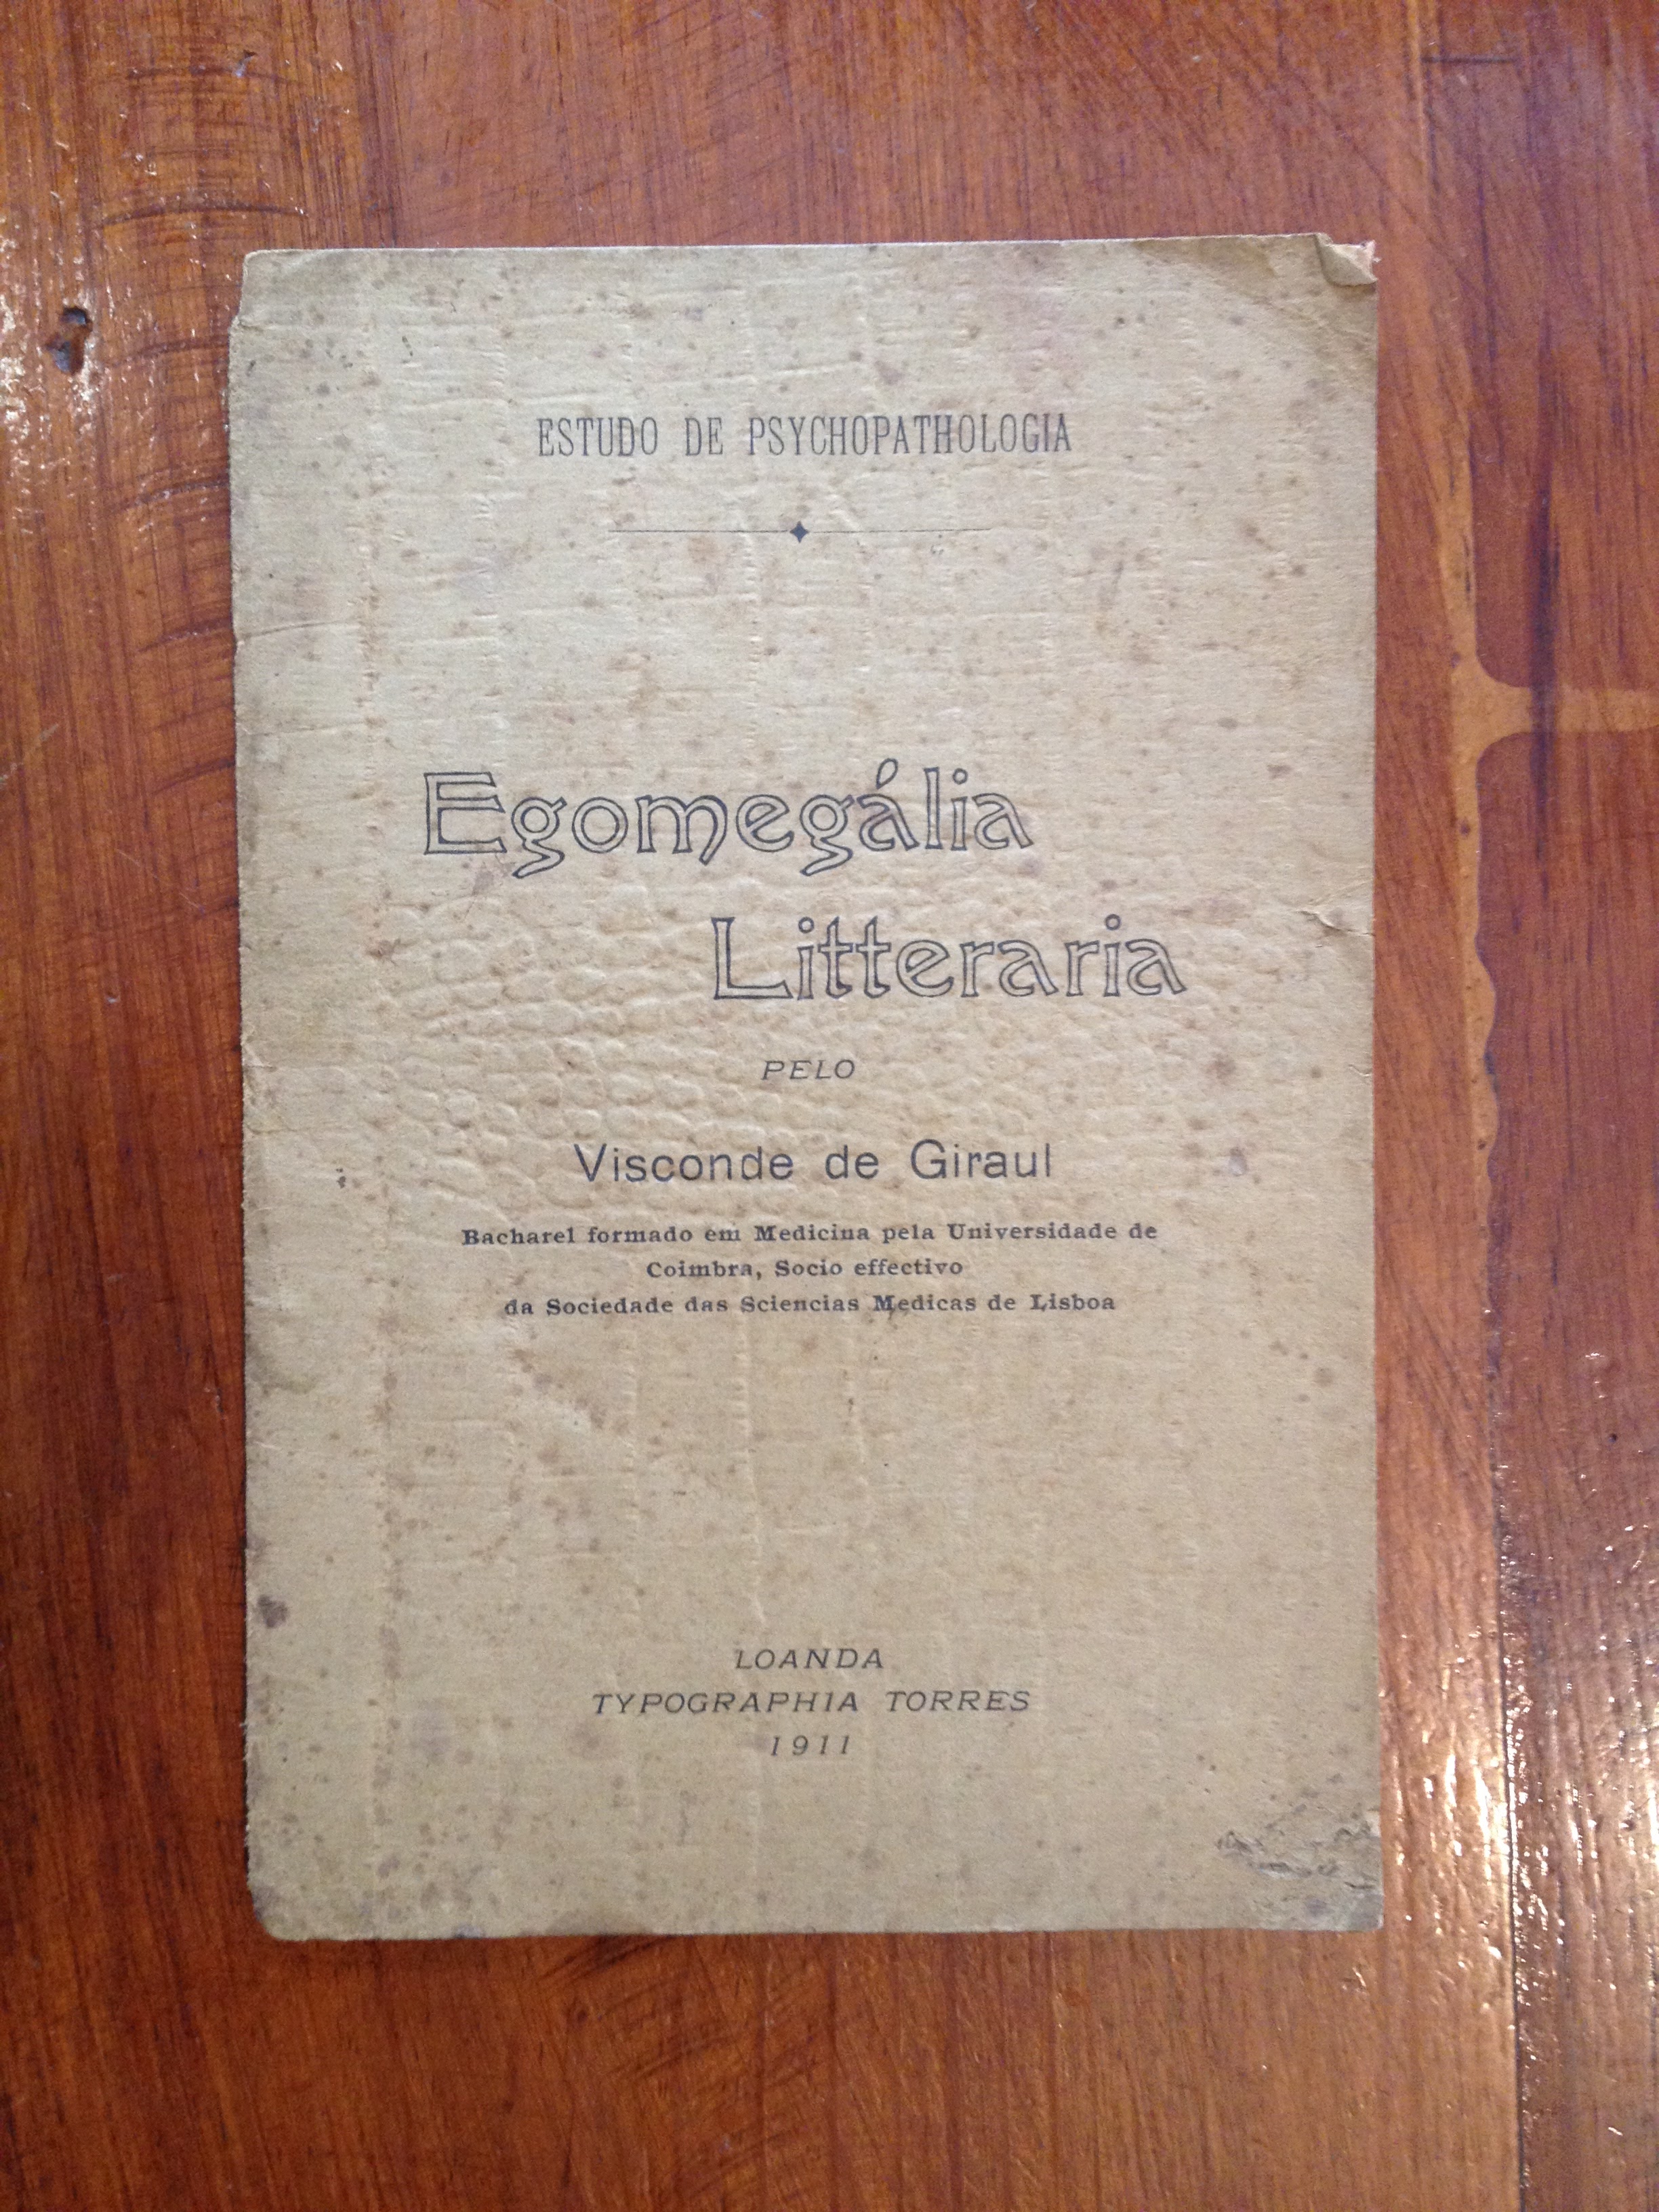 ESTUDO DE PSYCHOPATHOLOGIA
Egomegália
Litteraria
PELO
Visconde de Giraul
Bacharel formado em Medicina pela Universidade de
Coimbra, Socio effectivo
da Sociedade das Sciencias Medicas de Lisboa
LOANDA
TYPOGRAPHIA TORRES
1911